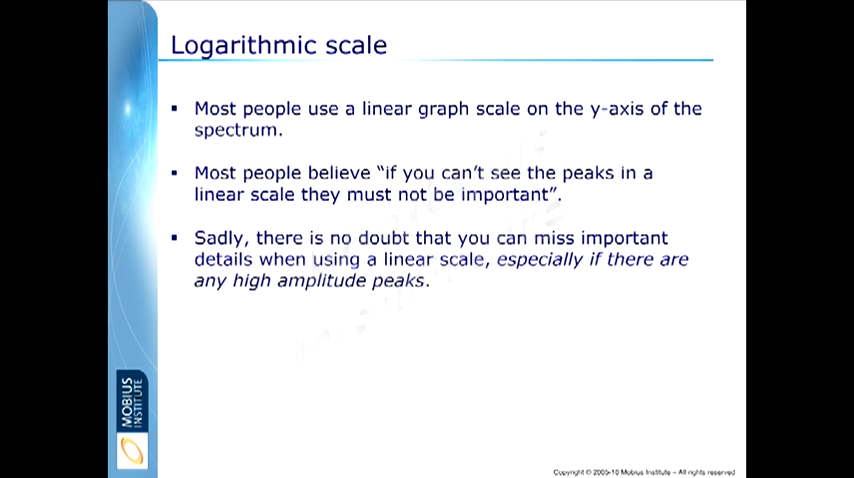 Logarithmic scale
▪ Most people use a linear graph scale on the y-axis of the
spectrum.
▪ Most people believe “if you can’t see the peaks in a
linear scale they must not be important”.
▪ Sadly, there is no doubt that you can miss important
details when using a linear scale, especially if there are
any high amplitude peaks.
MOBIUS
INSTITUTE
Copyright © 2005-10 Mobius Institute – All rights reserved